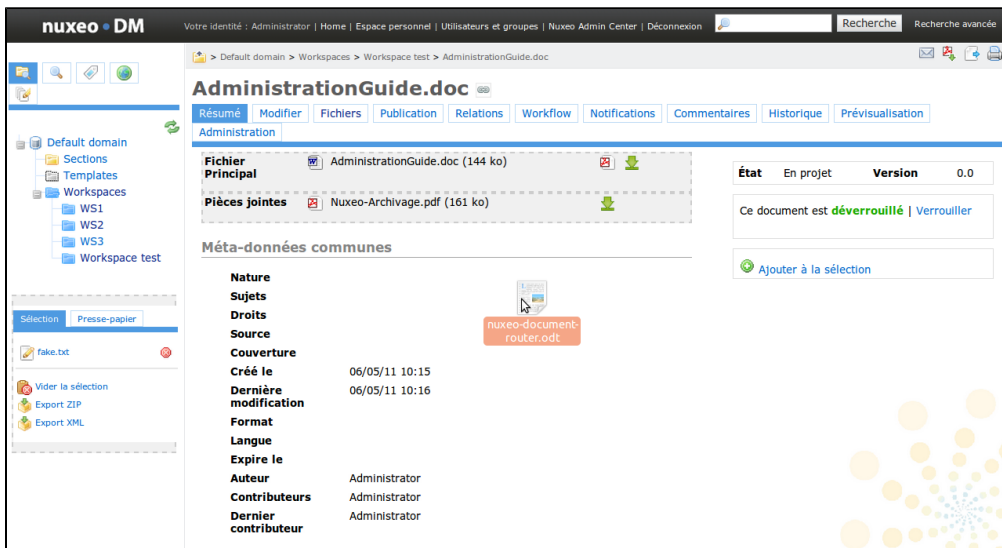 nuxeo DM
Votre identité : Administrator | Home | Espace personnel | Utilisateurs et groupes | Nuxeo Admin Center | Déconnexion
Recherche
Recherche avancée
> Default domain > Workspaces > Workspace test > AdministrationGuide.doc
AdministrationGuide.doc
Résumé Modifier Fichiers Publication Relations Workflow Notifications Commentaires Historique Prévisualisation
Administration
Default domain
Sections
Templates
Workspaces
WS1
WS2
WS3
Workspace test
Sélection Presse-papier
fake.txt
Vider la sélection
Export ZIP
Export XML
Fichier
Principal
AdministrationGuide.doc (144 ko)
Pièces jointes Nuxeo-Archivage.pdf (161 ko)
Méta-données communes
Nature
Sujets
Droits
Source
Couverture
Créé le 06/05/11 10:15
Dernière
modification
06/05/11 10:16
Format
Langue
Expire le
Auteur Administrator
Contributeurs Administrator
Dernier
contributeur
Administrator
nuxeo-document-
router.odt
État En projet Version 0.0
Ce document est déverrouillé | Verrouiller
Ajouter à la sélection